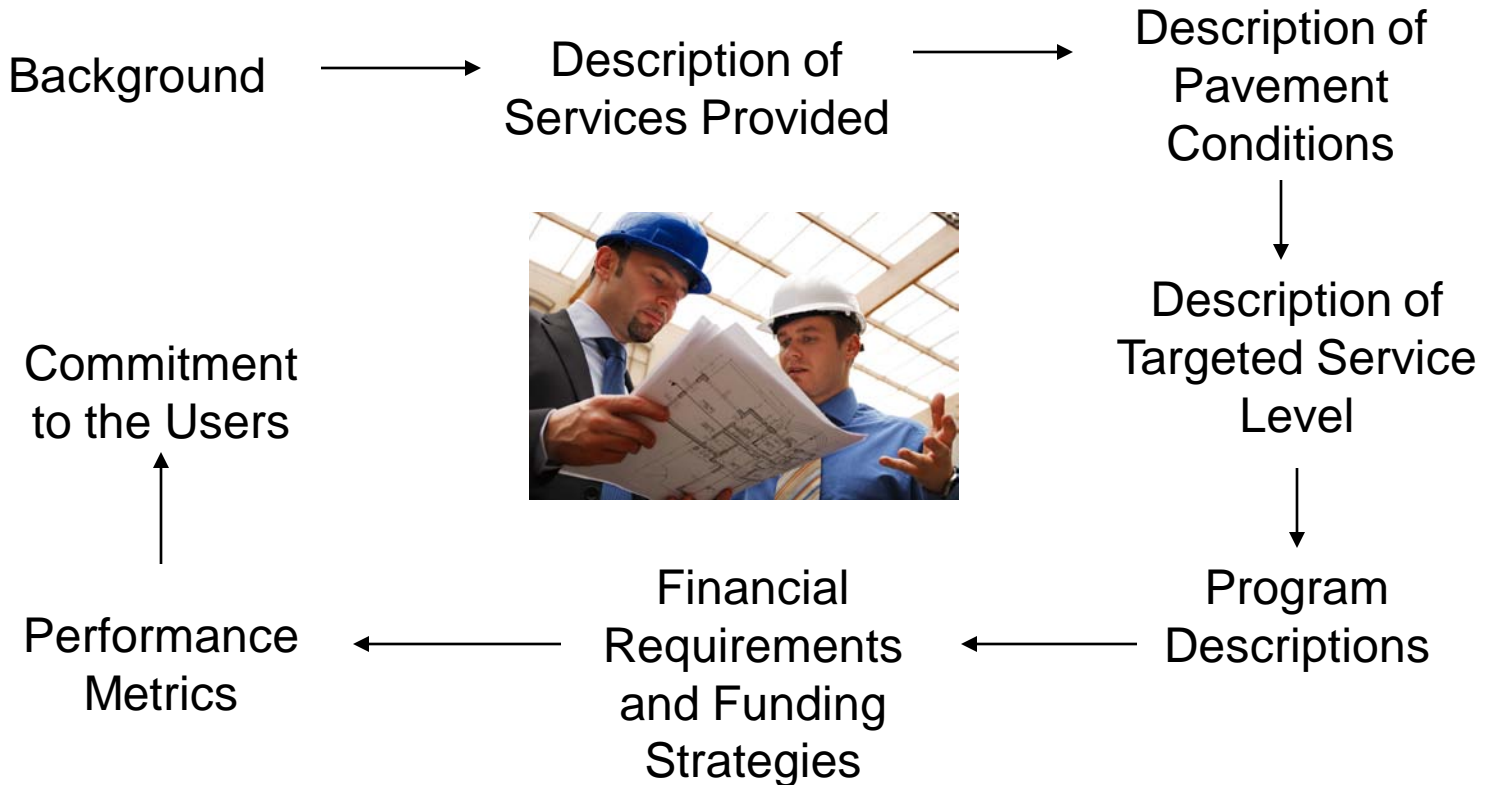 Background
Description of
Services Provided
Description of
Pavement
Conditions
Description of
Targeted Service
Level
Program
Descriptions
Financial
Requirements
and Funding
Strategies
Performance
Metrics
Commitment
to the Users